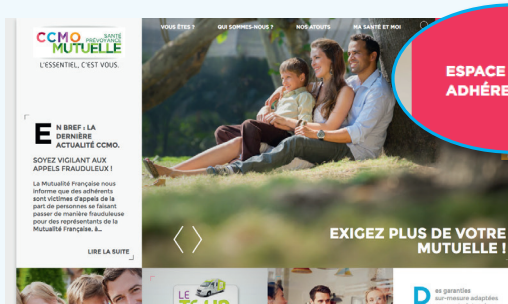 CCMO SANTÉ
PRÉVOYANCE
MUTUELLE
L'ESSENTIEL, C'EST VOUS.
VOUS ÊTES ?
QUI SOMMES-NOUS ?
NOS ATOUTS
MA SANTÉ ET MOI
ESPACE
ADHÉRE
EN BREF : LA
DERNIÈRE
ACTUALITÉ CCMO.
SOYEZ VIGILANT AUX
APPELS FRAUDULEUX !
La Mutualité Française nous
informe que des adhérents
sont victimes d'appels de la
part de personnes se faisant
passer de manière frauduleuse
pour des représentants de la
Mutualité Française, à...
LIRE LA SUITE
EXIGEZ PLUS DE VOTRE
MUTUELLE !
LE
Des garanties
sur-mesure adaptées